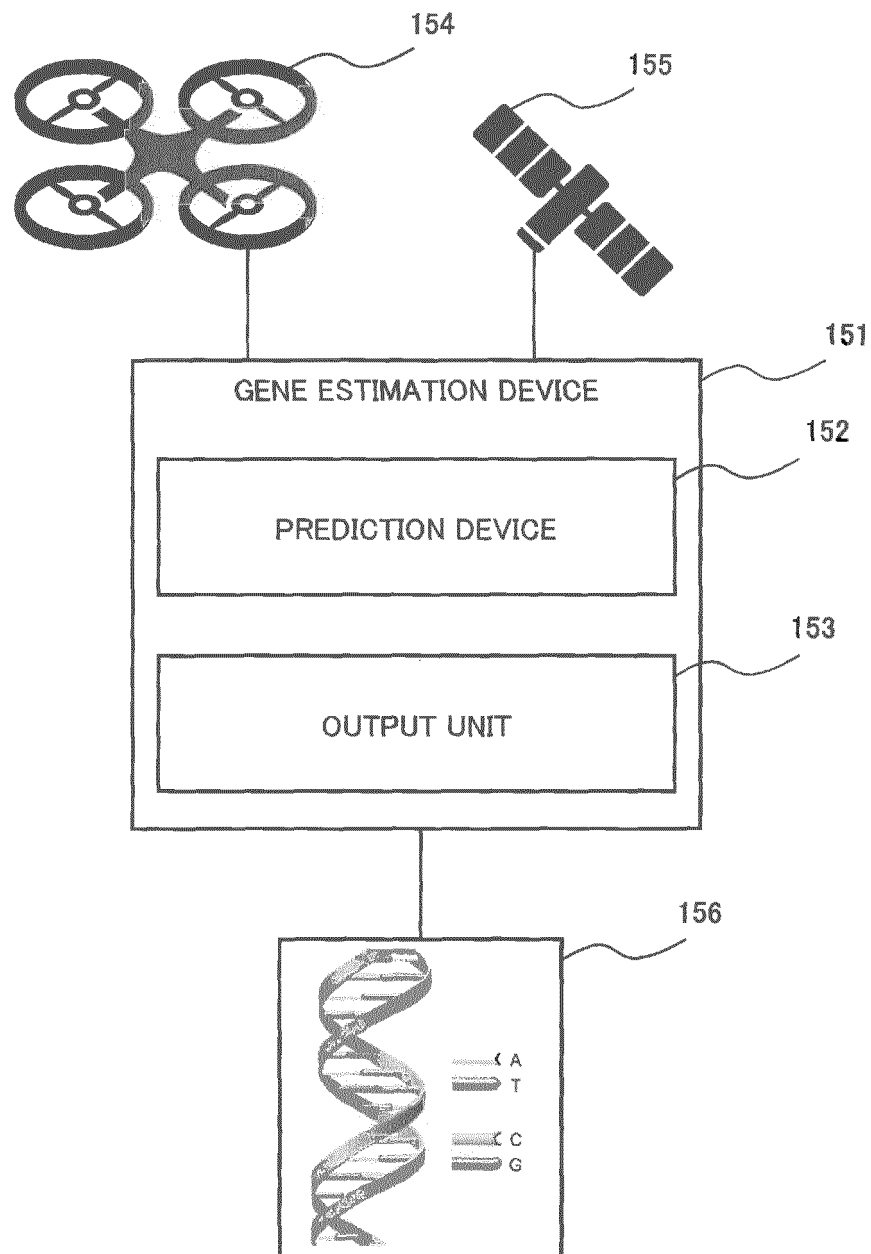 154
155
151
GENE ESTIMATION DEVICE
152
PREDICTION DEVICE
153
OUTPUT UNIT
156
A
T
C
G